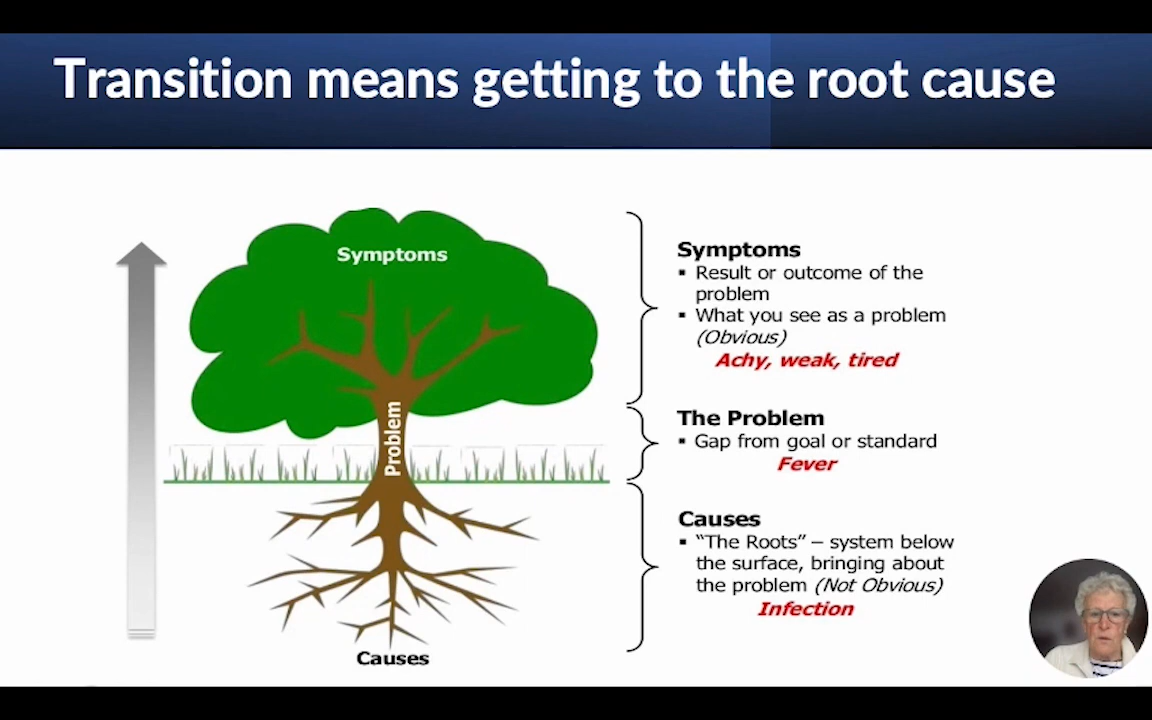 Transition means getting to the root cause
Symptoms
Problem
Causes
Symptoms
▪ Result or outcome of the
problem
▪ What you see as a problem
(Obvious)
Achy, weak, tired
The Problem
▪ Gap from goal or standard
Fever
Causes
▪ “The Roots” – system below
the surface, bringing about
the problem (Not Obvious)
Infection